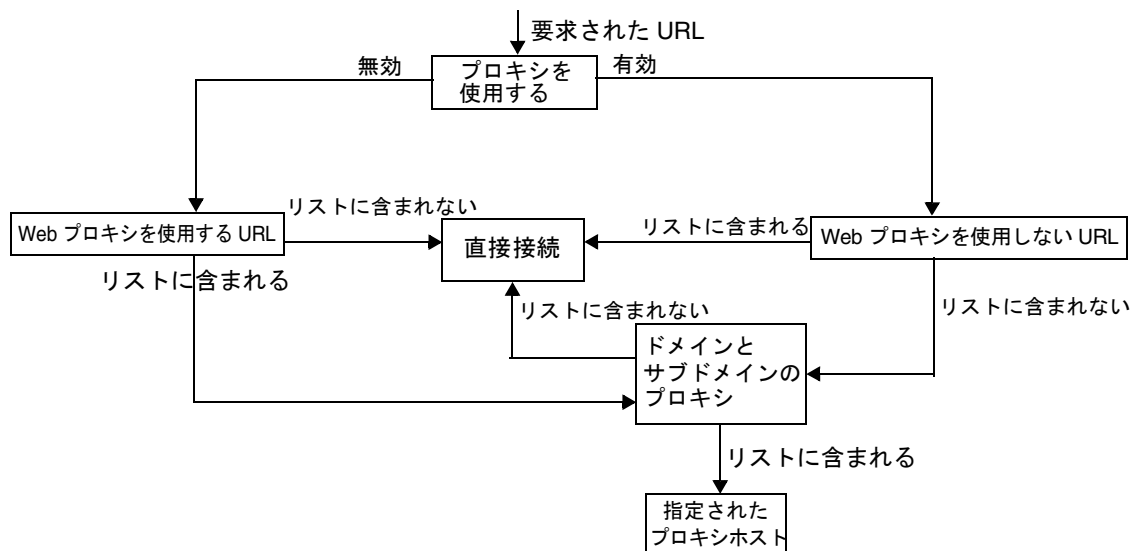 要求された URL
無効
プロキシを
使用する
有効
リストに含まれない
Web プロキシを使用する URL
直接接続
リストに含まれる
Web プロキシを使用しない URL
リストに含まれる
リストに含まれない
リストに含まれない
ドメインと
サブドメインの
プロキシ
リストに含まれる
指定された
プロキシホスト